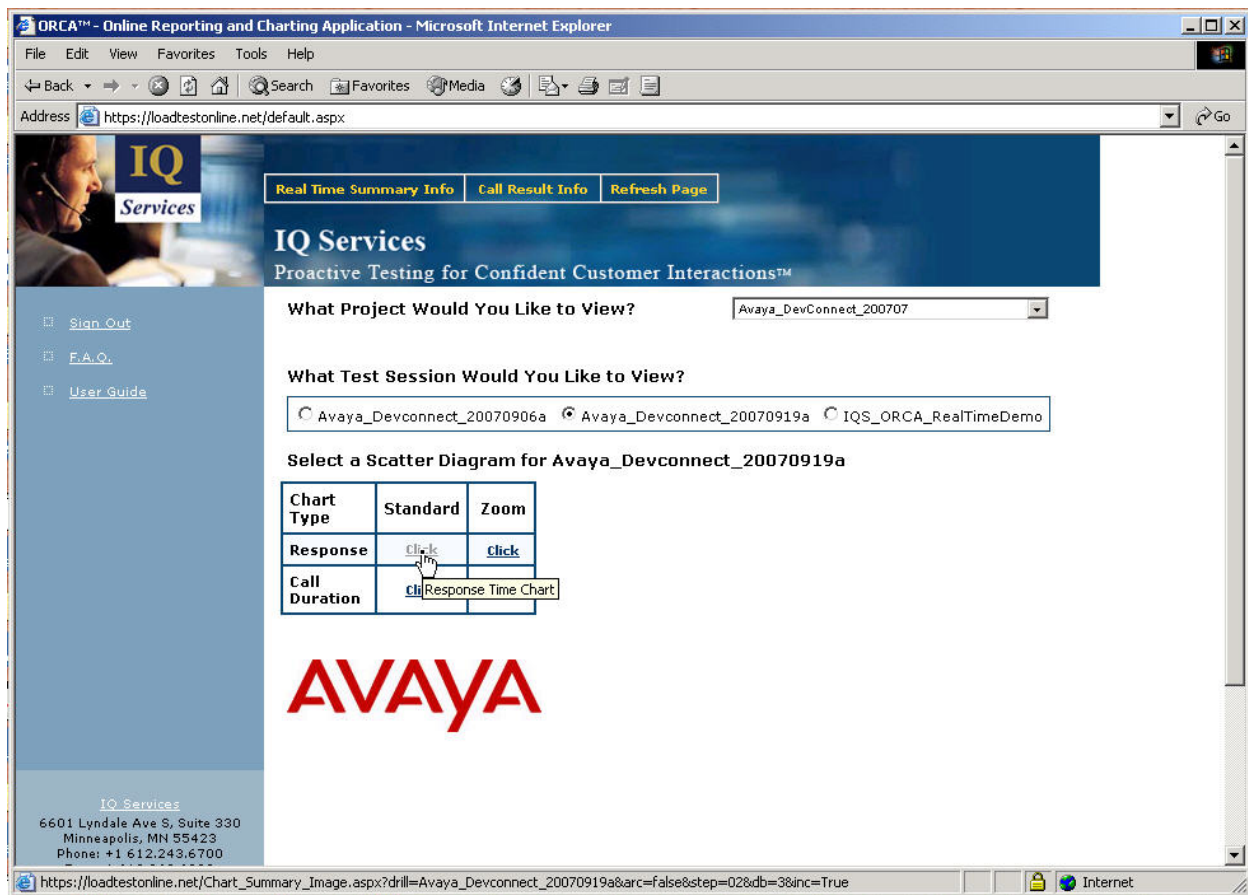 ORCA™ - Online Reporting and Charting Application - Microsoft Internet Explorer
File Edit View Favorites Tools Help
Back Search Favorites Media
Address https://loadtestonline.net/default.aspx Go
IQ
Services
Real Time Summary Info Call Result Info Refresh Page
IQ Services
Proactive Testing for Confident Customer Interactions™
What Project Would You Like to View? Avaya_DevConnect_200707
Sign Out
F.A.Q.
User Guide
What Test Session Would You Like to View?
Avaya_Devconnect_20070906a Avaya_Devconnect_20070919a IQS_ORCA_RealTimeDemo
Select a Scatter Diagram for Avaya_Devconnect_20070919a
Chart Type Standard Zoom
Response Click Click
Call Duration
Response Time Chart
AVAYA
IQ Services
6601 Lyndale Ave S, Suite 330
Minneapolis, MN 55423
Phone: +1 612.243.6700
https://loadtestonline.net/Chart_Summary_Image.aspx?drill=Avaya_Devconnect_20070919a&arc=false&step=02&db=3&inc=True Internet